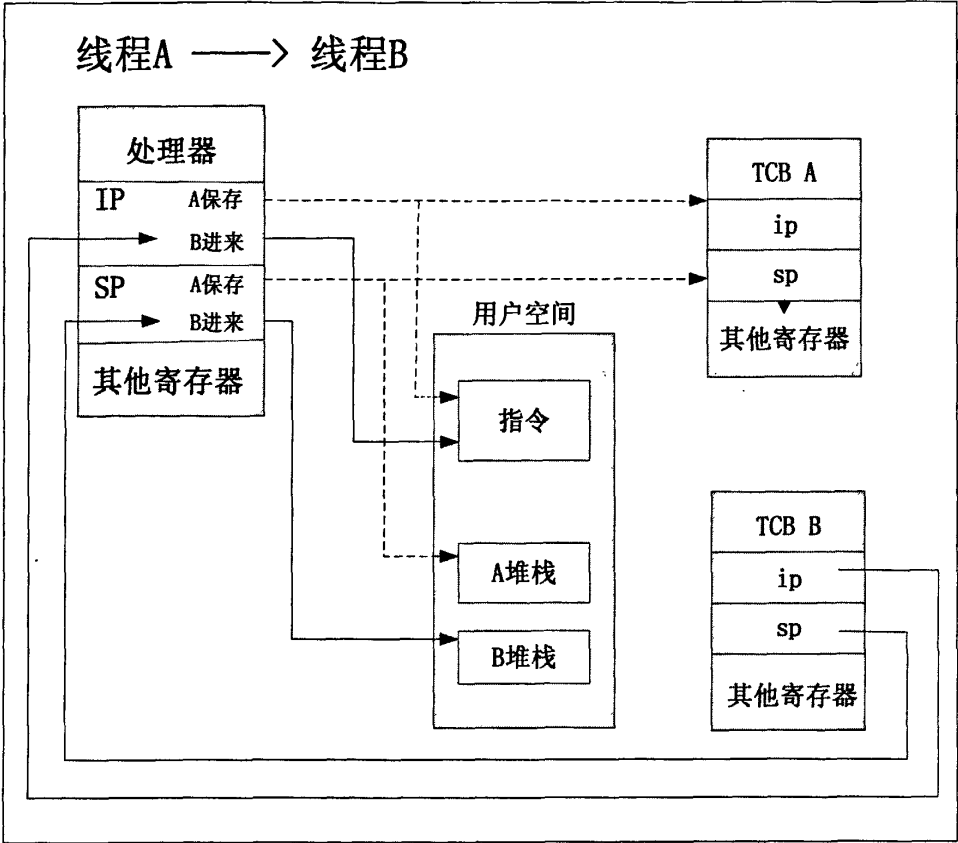 线程A ——> 线程B
处理器
IP A保存
B进来
SP A保存
B进来
其他寄存器
用户空间
指令
A堆栈
B堆栈
TCB A
ip
sp
其他寄存器
TCB B
ip
sp
其他寄存器